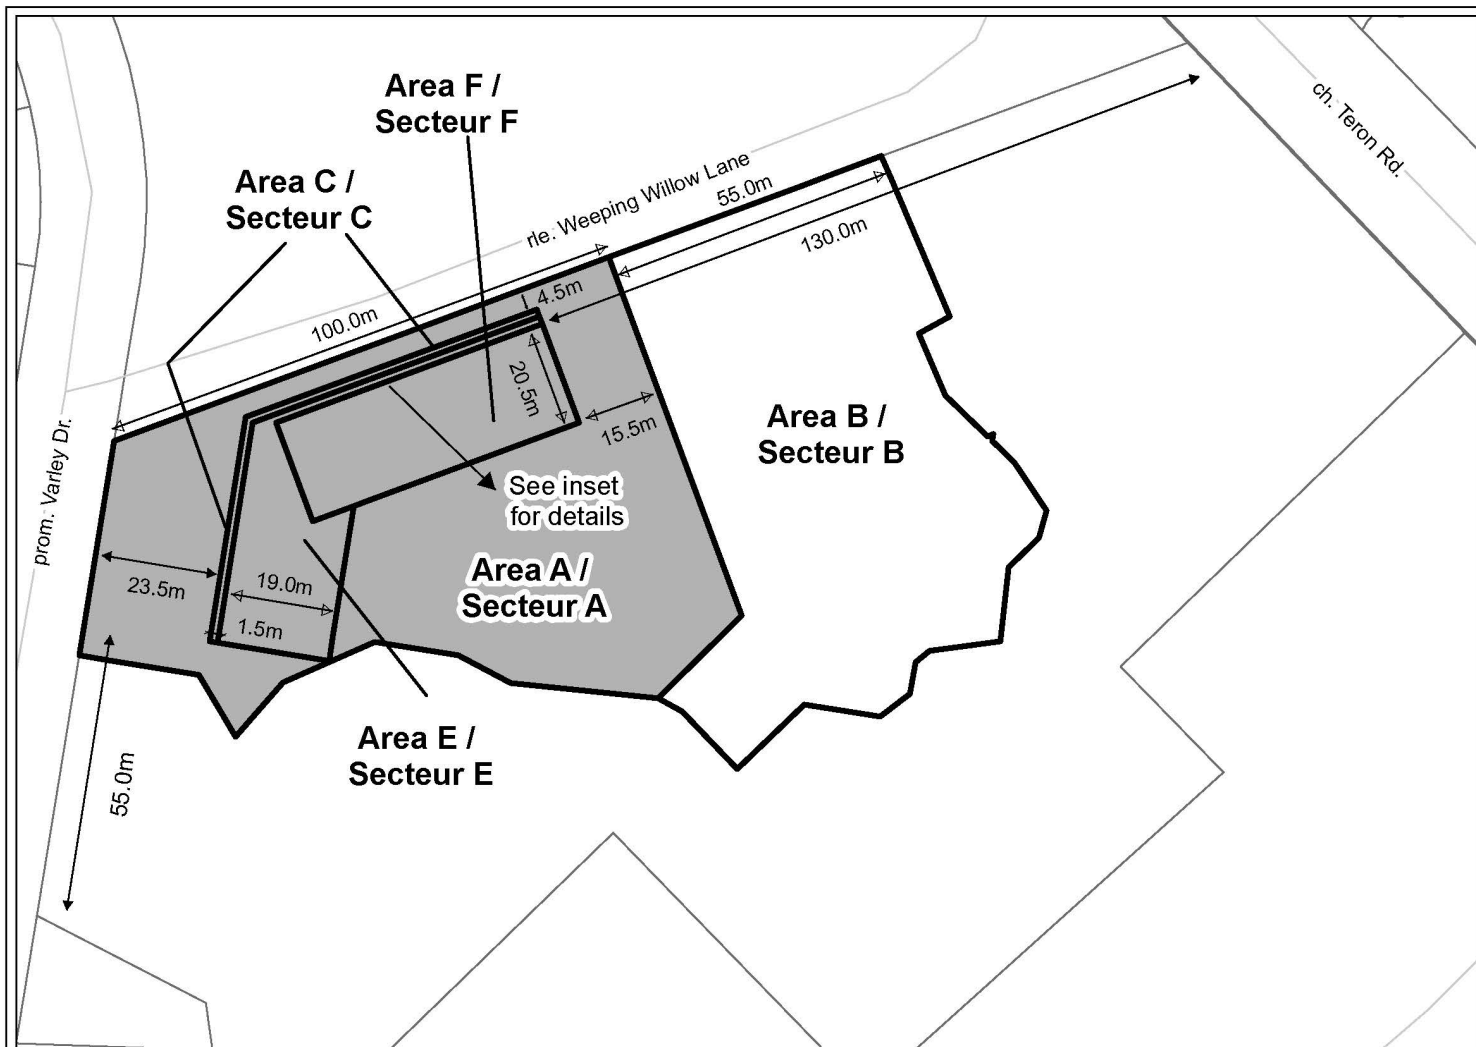 Area F /
Secteur F
ch. Teron Rd.
Area C /
Secteur C
rle. Weeping Willow Lane
55.0m
130.0m
4.5m
100.0m
20.5m
15.5m
Area B /
Secteur B
prom. Varley Dr.
See inset
for details
23.5m
19.0m
1.5m
Area A /
Secteur A
Area E /
Secteur E
55.0m